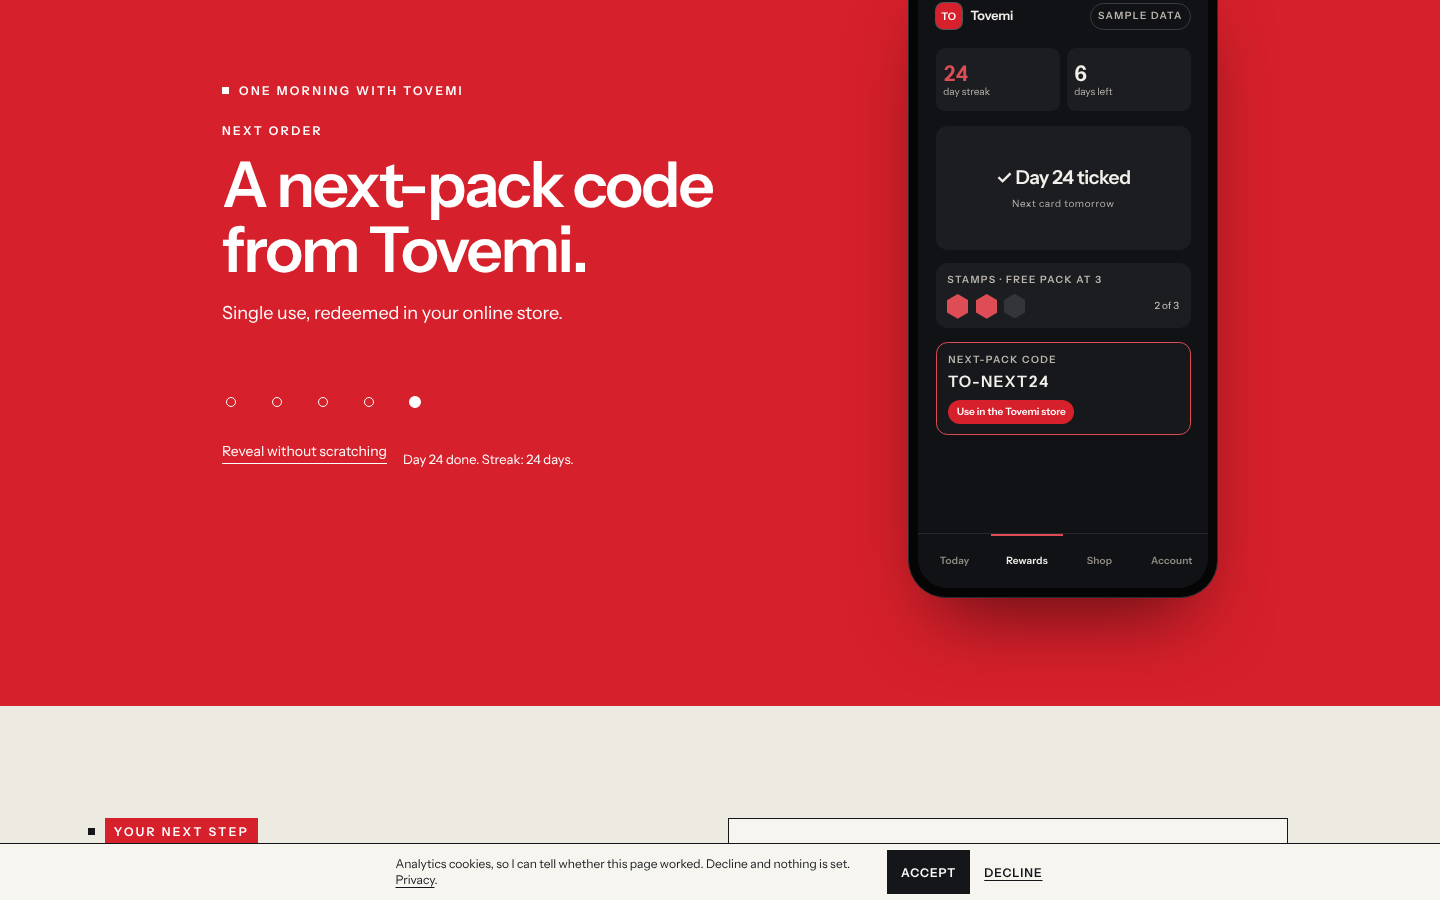 ONE MORNING WITH TOVEMI
NEXT ORDER
A next-pack code
from Tovemi.
Single use, redeemed in your online store.
Reveal without scratching
Day 24 done. Streak: 24 days.
TO
Tovemi
SAMPLE DATA
24
day streak
6
days left
✓ Day 24 ticked
Next card tomorrow
STAMPS · FREE PACK AT 3
2 of 3
NEXT-PACK CODE
TO-NEXT24
Use in the Tovemi store
Today
Rewards
Shop
Account
YOUR NEXT STEP
Analytics cookies, so I can tell whether this page worked. Decline and nothing is set.
Privacy.
ACCEPT
DECLINE